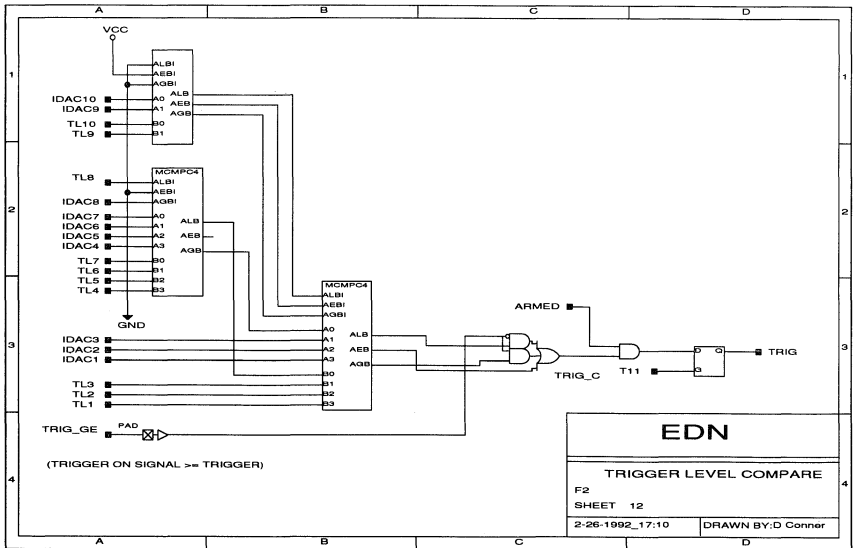 A B C D
VCC
1 1
ALBI
AEBI
AGBI
ALB
IDAC10 A0 AEB
IDAC9 A1 AGB
TL10 B0
TL9 B1
MCMPC4
TL8 ALBI
AEBI
IDAC8 AGBI
2 2
IDAC7 A0 ALB
IDAC6 A1
IDAC5 A2 AEB
IDAC4 A3
AGB
TL7 B0
TL6 B1
TL5 B2
TL4 B3
MCMPC4
ALBI
AEBI
AGBI
GND
ARMED
A0 ALB
IDAC3 A1
IDAC2 A2 AEB
IDAC1 A3
AGB
3 3
D Q TRIG
TRIG_C T11 G
B0
TL3 B1
TL2 B2
TL1 B3
TRIG_GE PAD
(TRIGGER ON SIGNAL >= TRIGGER)
EDN
4 4
TRIGGER LEVEL COMPARE
F2
SHEET 12
2-26-1992_17:10 DRAWN BY:D Conner
A B C D